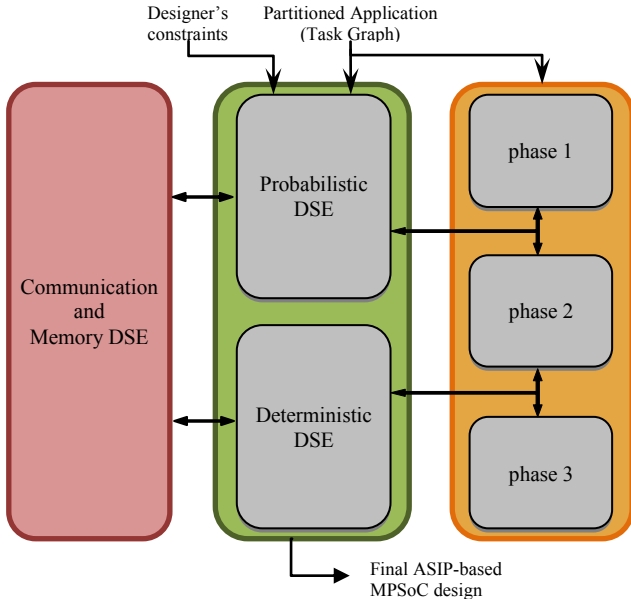 Designer's
constraints
Partitioned Application
(Task Graph)
Communication
and
Memory DSE
Probabilistic
DSE
Deterministic
DSE
phase 1
phase 2
phase 3
Final ASIP-based
MPSoC design